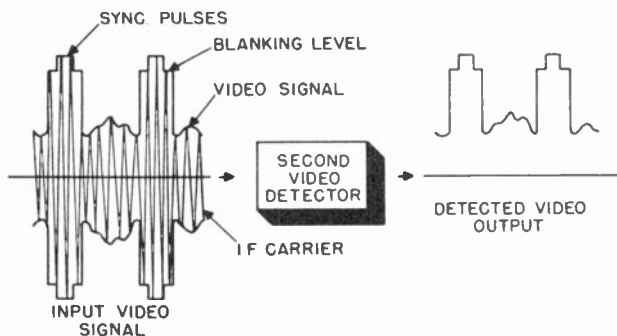 SYNC. PULSES
BLANKING LEVEL
VIDEO SIGNAL
SECOND
VIDEO
DETECTOR
DETECTED VIDEO
OUTPUT
I F CARRIER
INPUT VIDEO
SIGNAL